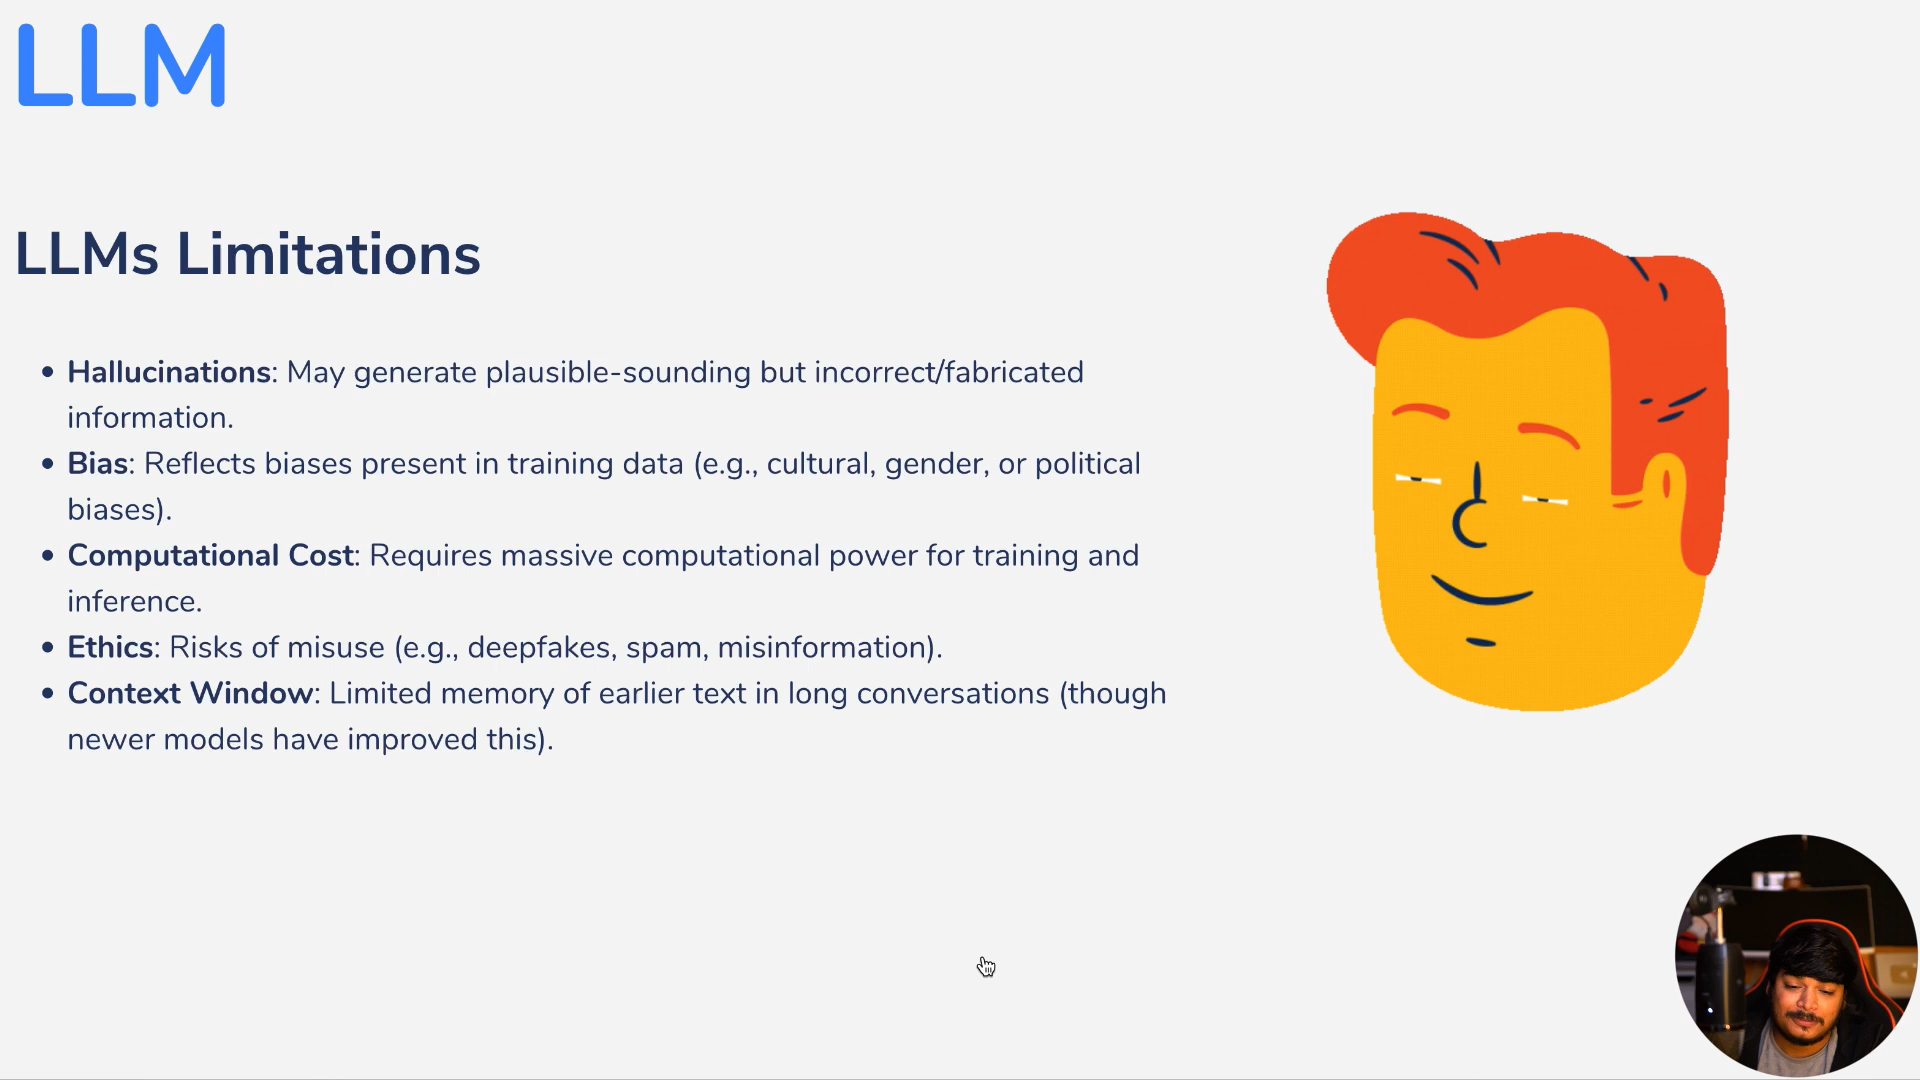 LLM
LLMs Limitations
• Hallucinations: May generate plausible-sounding but incorrect/fabricated
information.
• Bias: Reflects biases present in training data (e.g., cultural, gender, or political
biases).
• Computational Cost: Requires massive computational power for training and
inference.
• Ethics: Risks of misuse (e.g., deepfakes, spam, misinformation).
• Context Window: Limited memory of earlier text in long conversations (though
newer models have improved this).